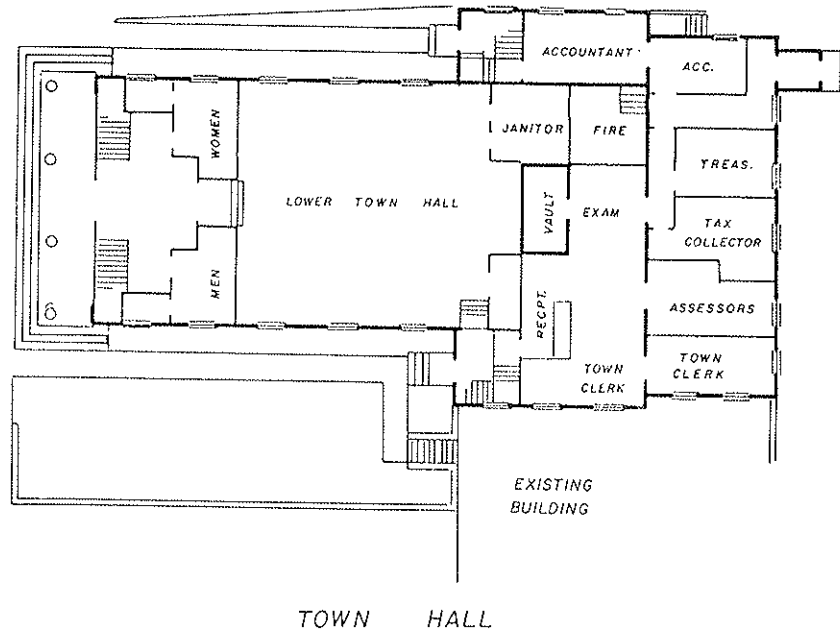 ACCOUNTANT
ACC.
WOMEN
JANITOR
FIRE
TREAS.
LOWER TOWN HALL
VAULT
EXAM
TAX
COLLECTOR
MEN
RECPT.
ASSESSORS
TOWN
CLERK
TOWN
CLERK
EXISTING
BUILDING
TOWN HALL